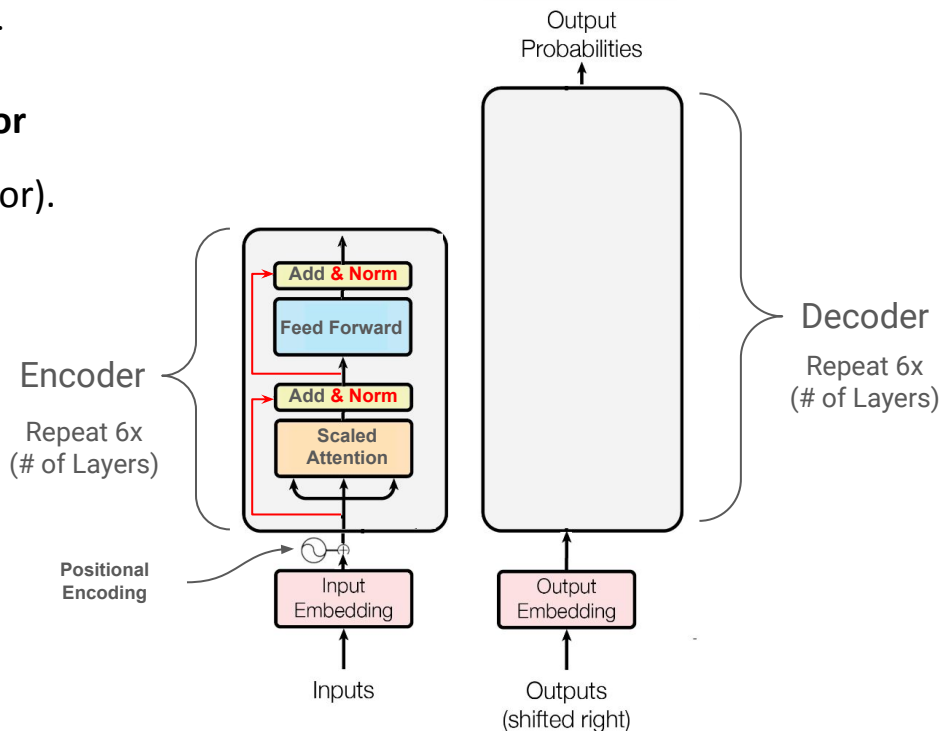 .
or
or).
Output
Probabilities
Add & Norm
Feed Forward
Add & Norm
Scaled
Attention
Encoder
Repeat 6x
(# of Layers)
Decoder
Repeat 6x
(# of Layers)
Positional
Encoding
Input
Embedding
Output
Embedding
Inputs
Outputs
(shifted right)